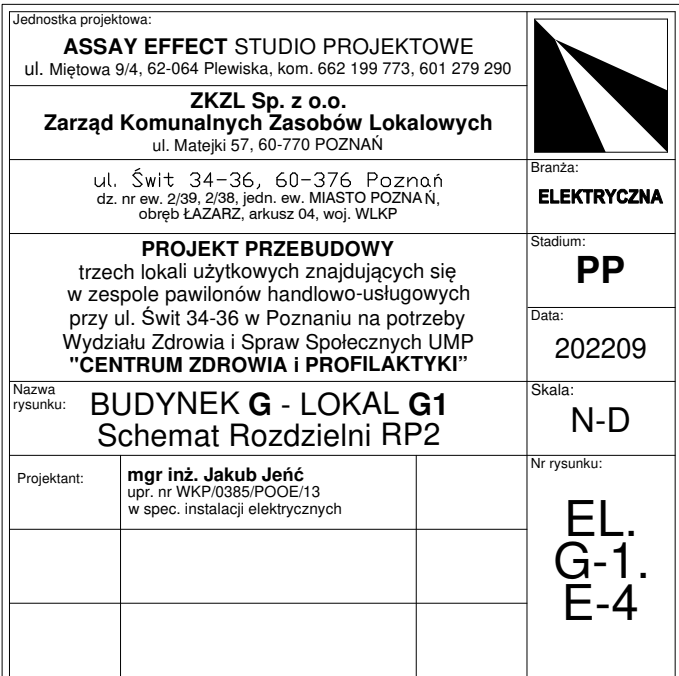 Jednostka projektowa:
ASSAY EFFECT STUDIO PROJEKTOWE
ul. Miętowa 9/4, 62-064 Plewiska, kom. 662 199 773, 601 279 290
ZKZL Sp. z o.o.
Zarząd Komunalnych Zasobów Lokalowych
ul. Matejki 57, 60-770 POZNAŃ
ul. Świt 34-36, 60-376 Poznań
dz. nr ew. 2/39, 2/38, jedn. ew. MIASTO POZNAŃ,
obręb ŁAZARZ, arkusz 04, woj. WLKP
Branża:
ELEKTRYCZNA
PROJEKT PRZEBUDOWY
trzech lokali użytkowych znajdujących się
w zespole pawilonów handlowo-usługowych
przy ul. Świt 34-36 w Poznaniu na potrzeby
Wydziału Zdrowia i Spraw Społecznych UMP
"CENTRUM ZDROWIA i PROFILAKTYKI”
Stadium:
PP
Data:
202209
Nazwa
rysunku:
BUDYNEK G - LOKAL G1
Schemat Rozdzielni RP2
Skala:
N-D
Projektant:
mgr inż. Jakub Jeńć
upr. nr WKP/0385/POOE/13
w spec. instalacji elektrycznych
Nr rysunku:
EL.
G-1.
E-4